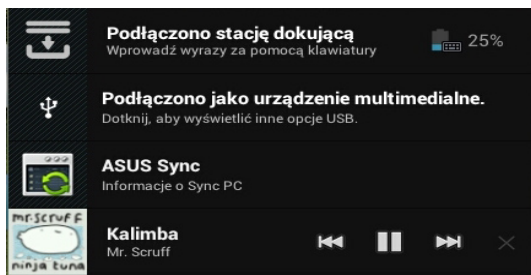 Podłączono stację dokującą
Wprowadź wyrazy za pomocą klawiatury
25%
Podłączono jako urządzenie multimedialne.
Dotknij, aby wyświetlić inne opcje USB.
ASUS Sync
Informacje o Sync PC
mr.scruff
ninja tuna
Kalimba
Mr. Scruff